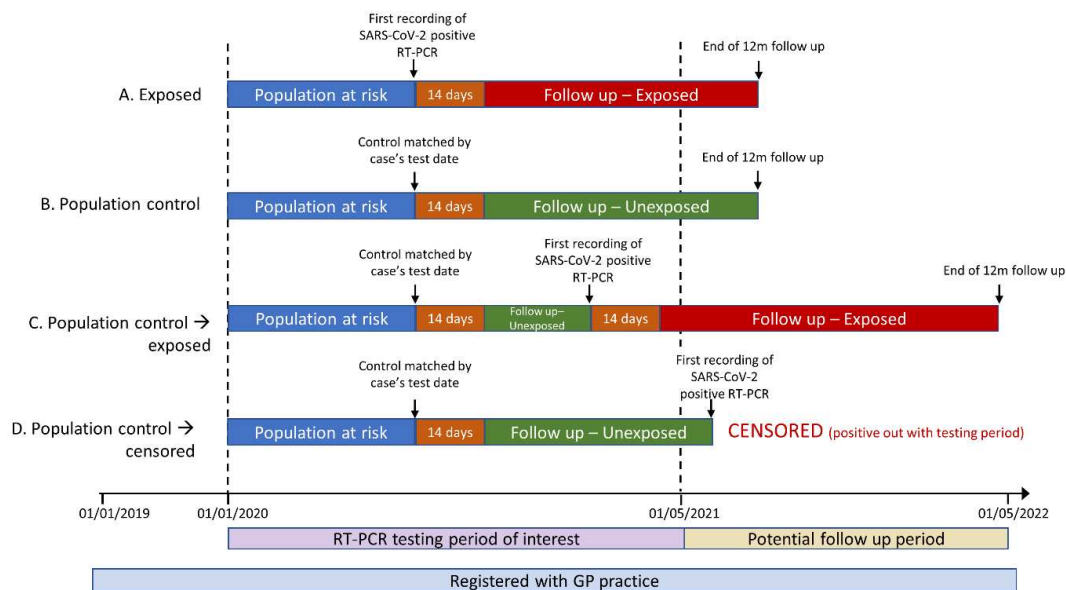 First recording of
SARS-CoV-2 positive
RT-PCR
End of 12m follow up
A. Exposed
Population at risk
14 days
Follow up – Exposed
Control matched by
case's test date
End of 12m follow up
B. Population control
Population at risk
14 days
Follow up – Unexposed
Control matched by
case's test date
First recording of
SARS-CoV-2 positive
RT-PCR
End of 12m follow up
C. Population control →
exposed
Population at risk
14 days
Follow up–
Unexposed
14 days
Follow up – Exposed
Control matched by
case's test date
First recording of
SARS-CoV-2
positive RT-PCR
D. Population control →
censored
Population at risk
14 days
Follow up – Unexposed
CENSORED (positive out with testing period)
01/01/2019
01/01/2020
01/05/2021
01/05/2022
RT-PCR testing period of interest
Potential follow up period
Registered with GP practice